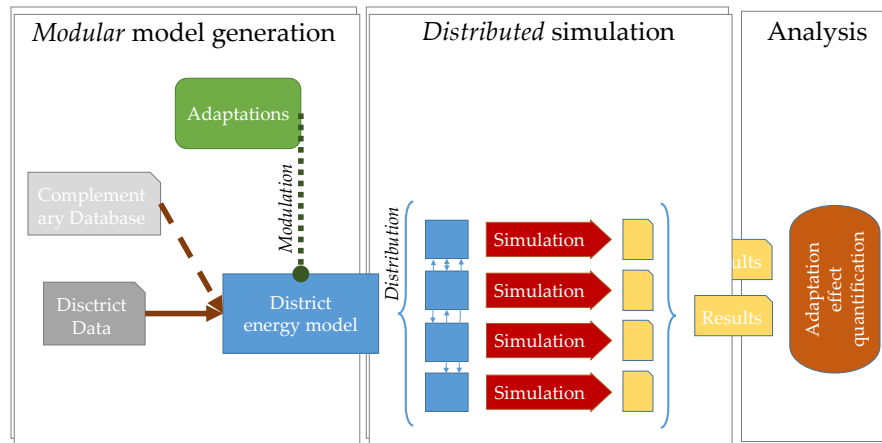 Modular model generation
Distributed simulation
Analysis
Adaptations
Modulation
Complement
ary Database
Disctrict
Data
District
energy model
Distribution
Simulation
Simulation
Simulation
Simulation
ults
Results
Adaptation
effect
quantification